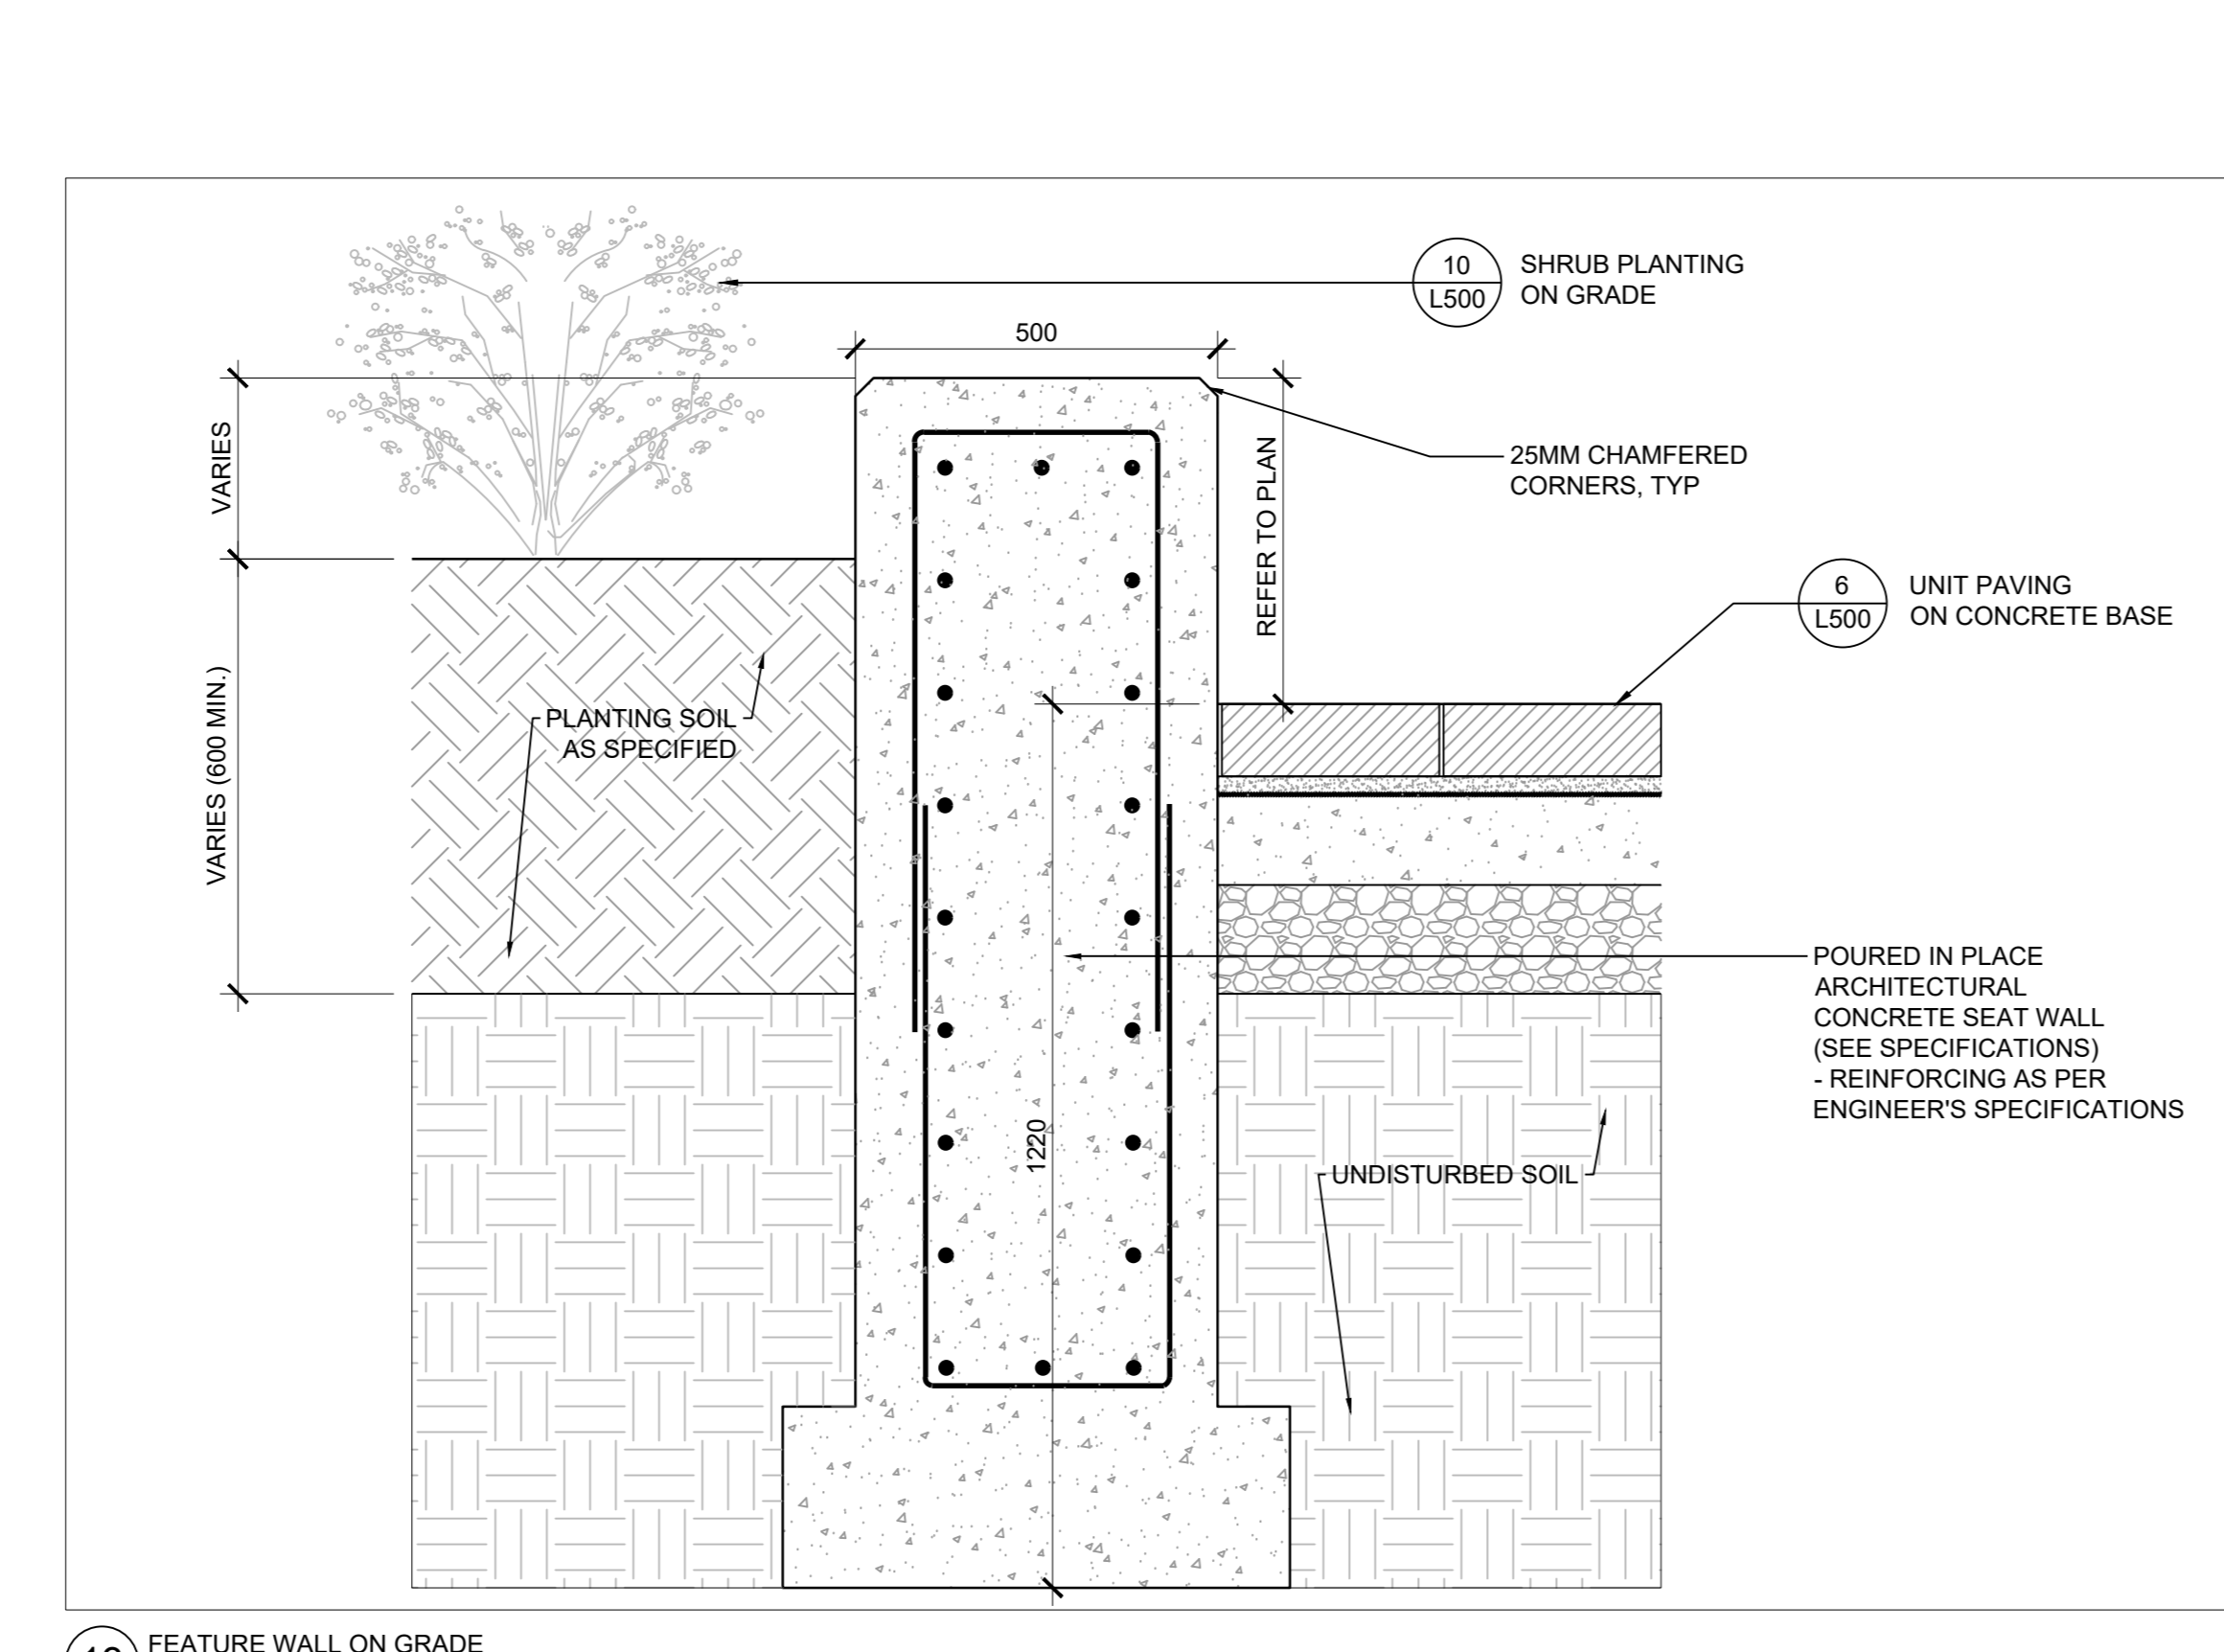 10
L500
SHRUB PLANTING
ON GRADE
500
VARIES
REFER TO PLAN
25MM CHAMFERED
CORNERS, TYP
6
L500
UNIT PAVING
ON CONCRETE BASE
VARIES (600 MIN.)
PLANTING SOIL
AS SPECIFIED
POURED IN PLACE
ARCHITECTURAL
CONCRETE SEAT WALL
(SEE SPECIFICATIONS)
- REINFORCING AS PER
ENGINEER'S SPECIFICATIONS
1220
UNDISTURBED SOIL
FEATURE WALL ON GRADE